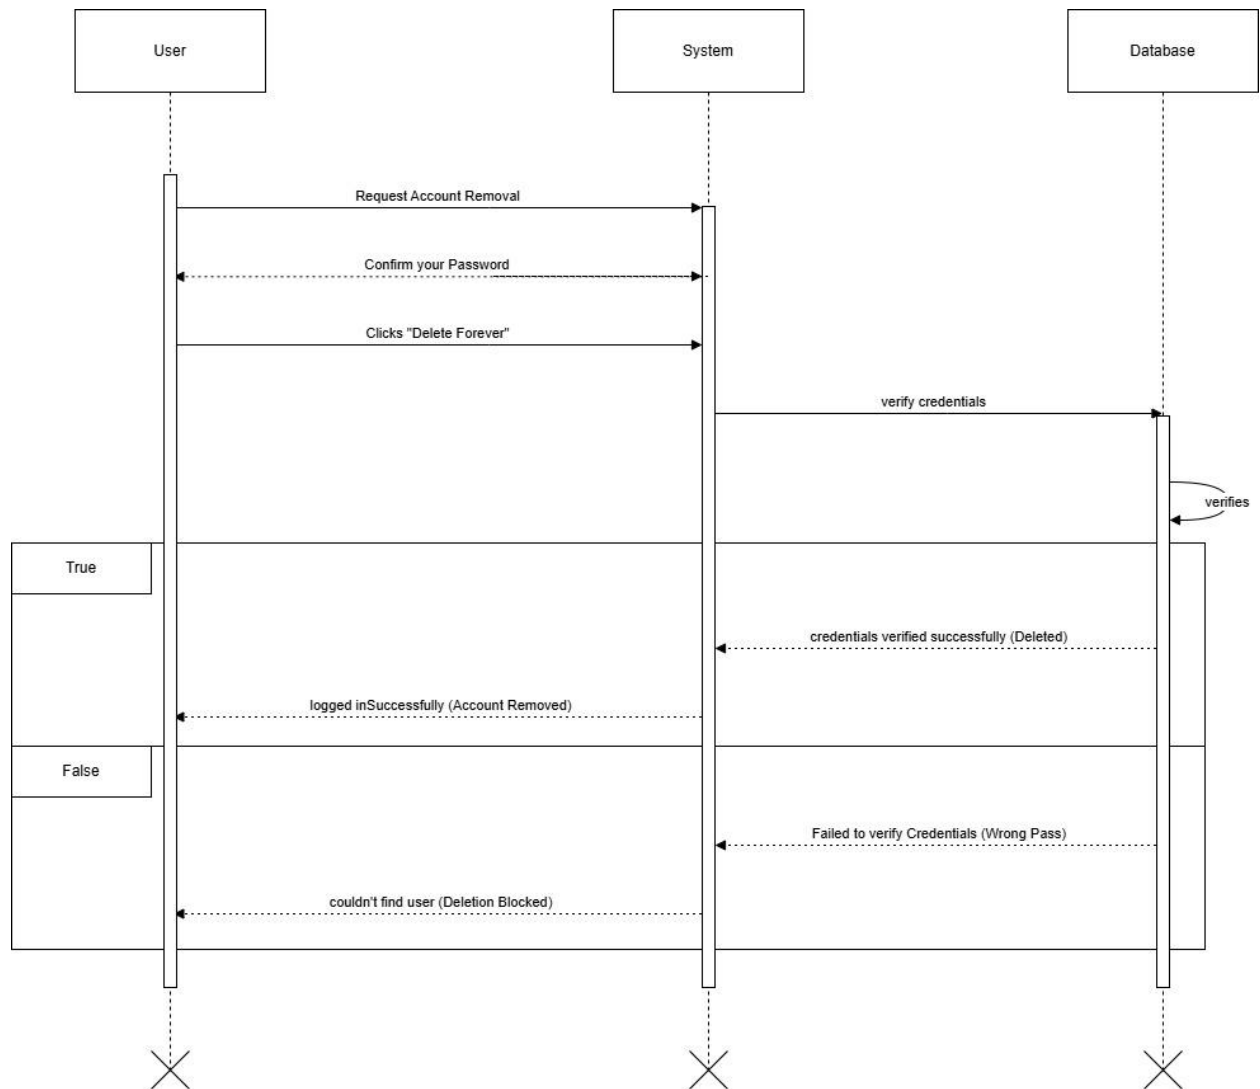 User
System
Database
Request Account Removal
Confirm your Password
Clicks "Delete Forever"
verify credentials
verifies
True
credentials verified successfully (Deleted)
logged inSuccessfully (Account Removed)
False
Failed to verify Credentials (Wrong Pass)
couldn't find user (Deletion Blocked)